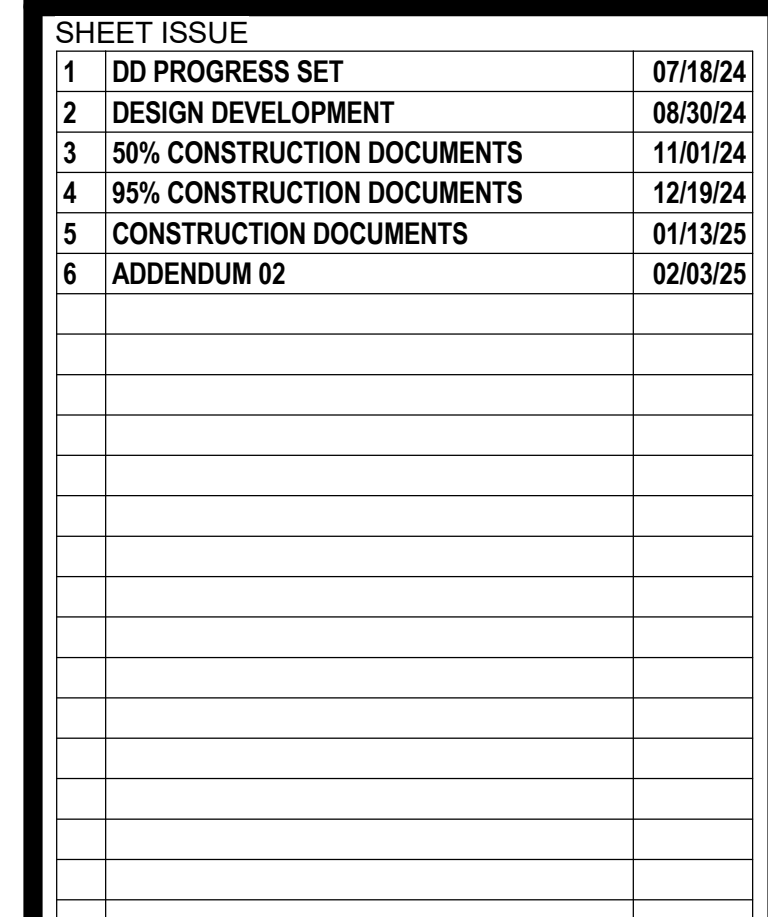 SHEET ISSUE
1 DD PROGRESS SET 07/18/24
2 DESIGN DEVELOPMENT 08/30/24
3 50% CONSTRUCTION DOCUMENTS 11/01/24
4 95% CONSTRUCTION DOCUMENTS 12/19/24
5 CONSTRUCTION DOCUMENTS 01/13/25
6 ADDENDUM 02 02/03/25